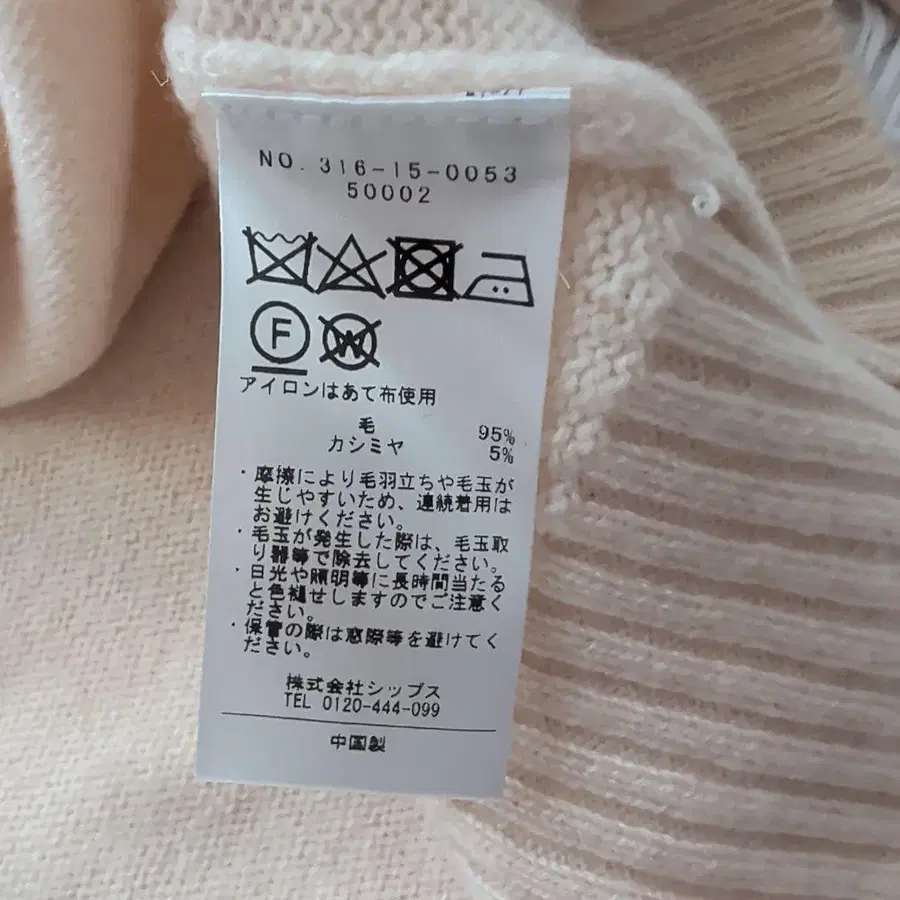 NO. 316-15-0053
50002
F
W
アイロンはあて布使用
毛 95%
カシミヤ 5%
・摩擦により毛羽立ちや毛玉が
生じやすいため、連続着用は
お避けください。
・毛玉が発生した際は、毛玉取
り器等で除去してください。
・日光や照明等に長時間当たる
と色褪せしますのでご注意く
ださい。
・保管の際は窓際等を避けてく
ださい。
株式会社シップス
TEL 0120-444-099
中国製